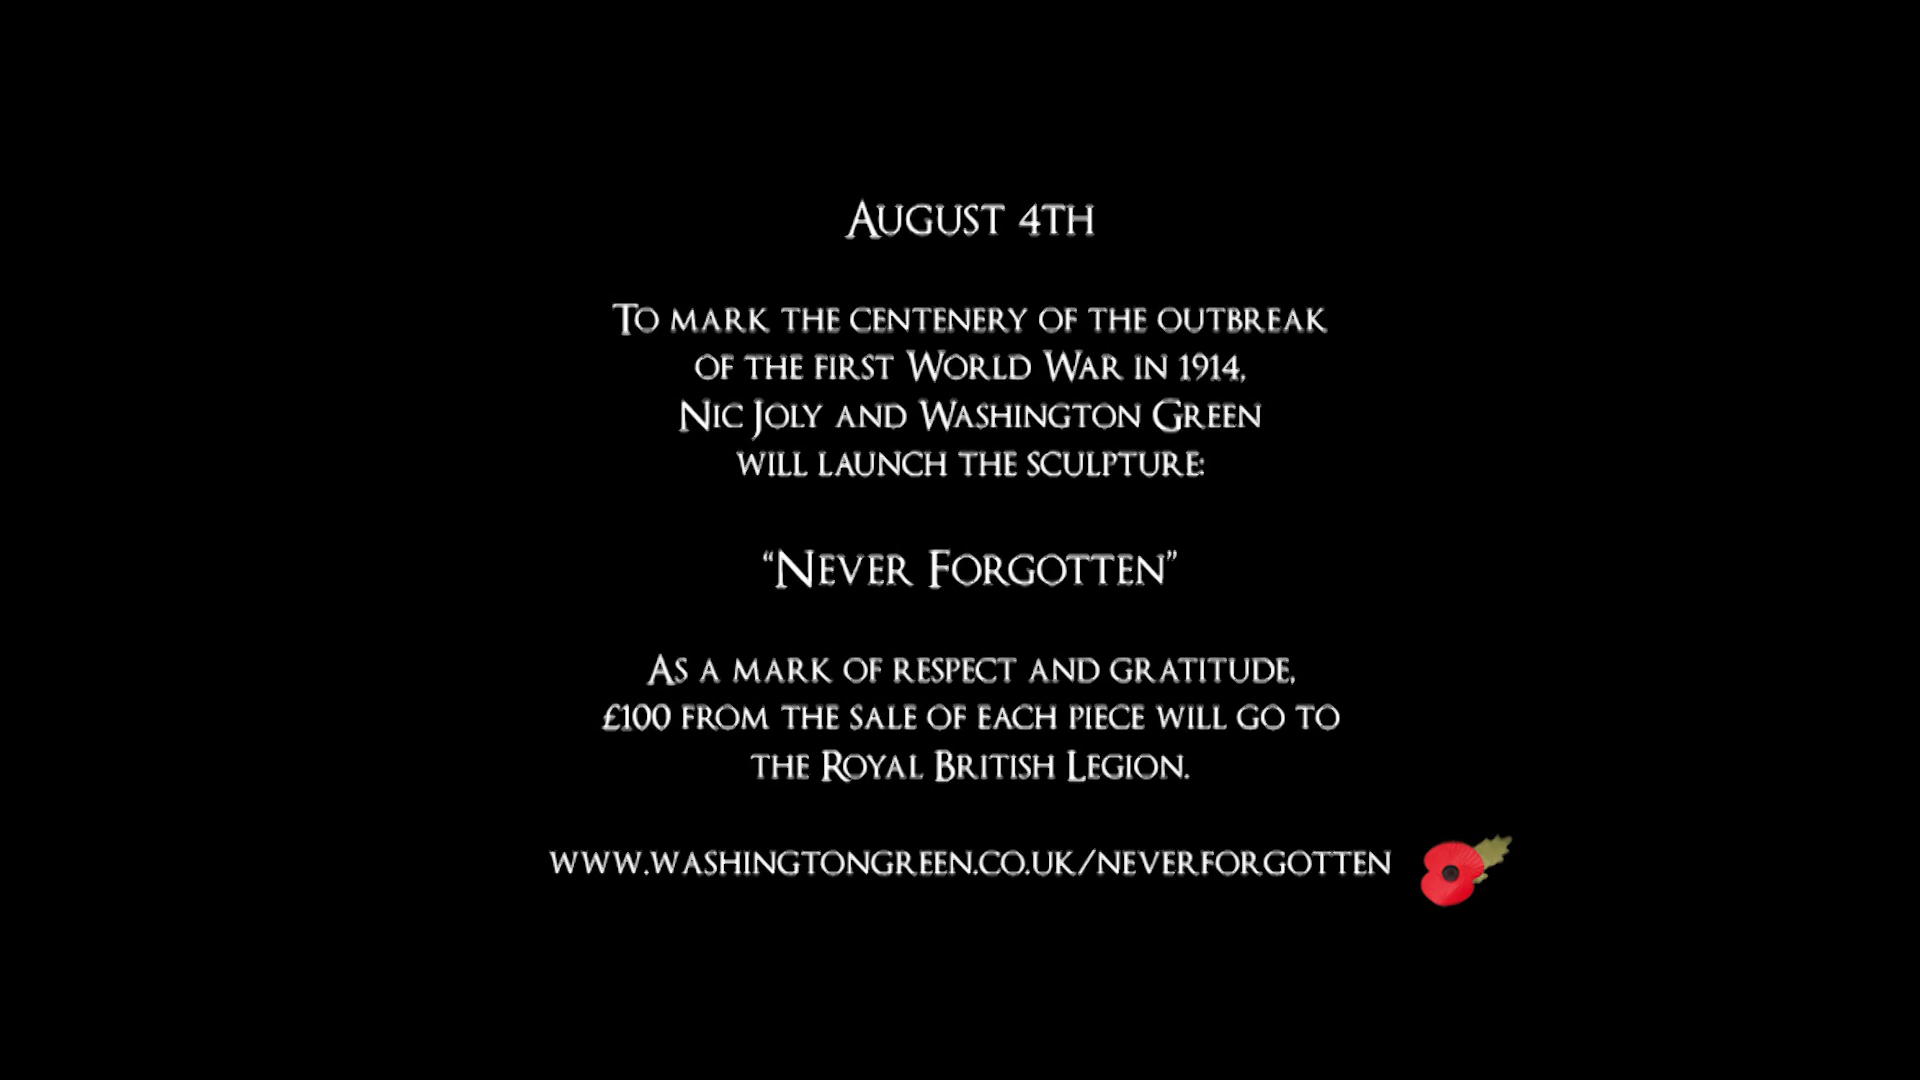 August 4th
To mark the centenery of the outbreak
of the first World War in 1914,
Nic Joly and Washington Green
will launch the sculpture:
“Never Forgotten”
As a mark of respect and gratitude,
£100 from the sale of each piece will go to
the Royal British Legion.
www.washingtongreen.co.uk/neverforgotten